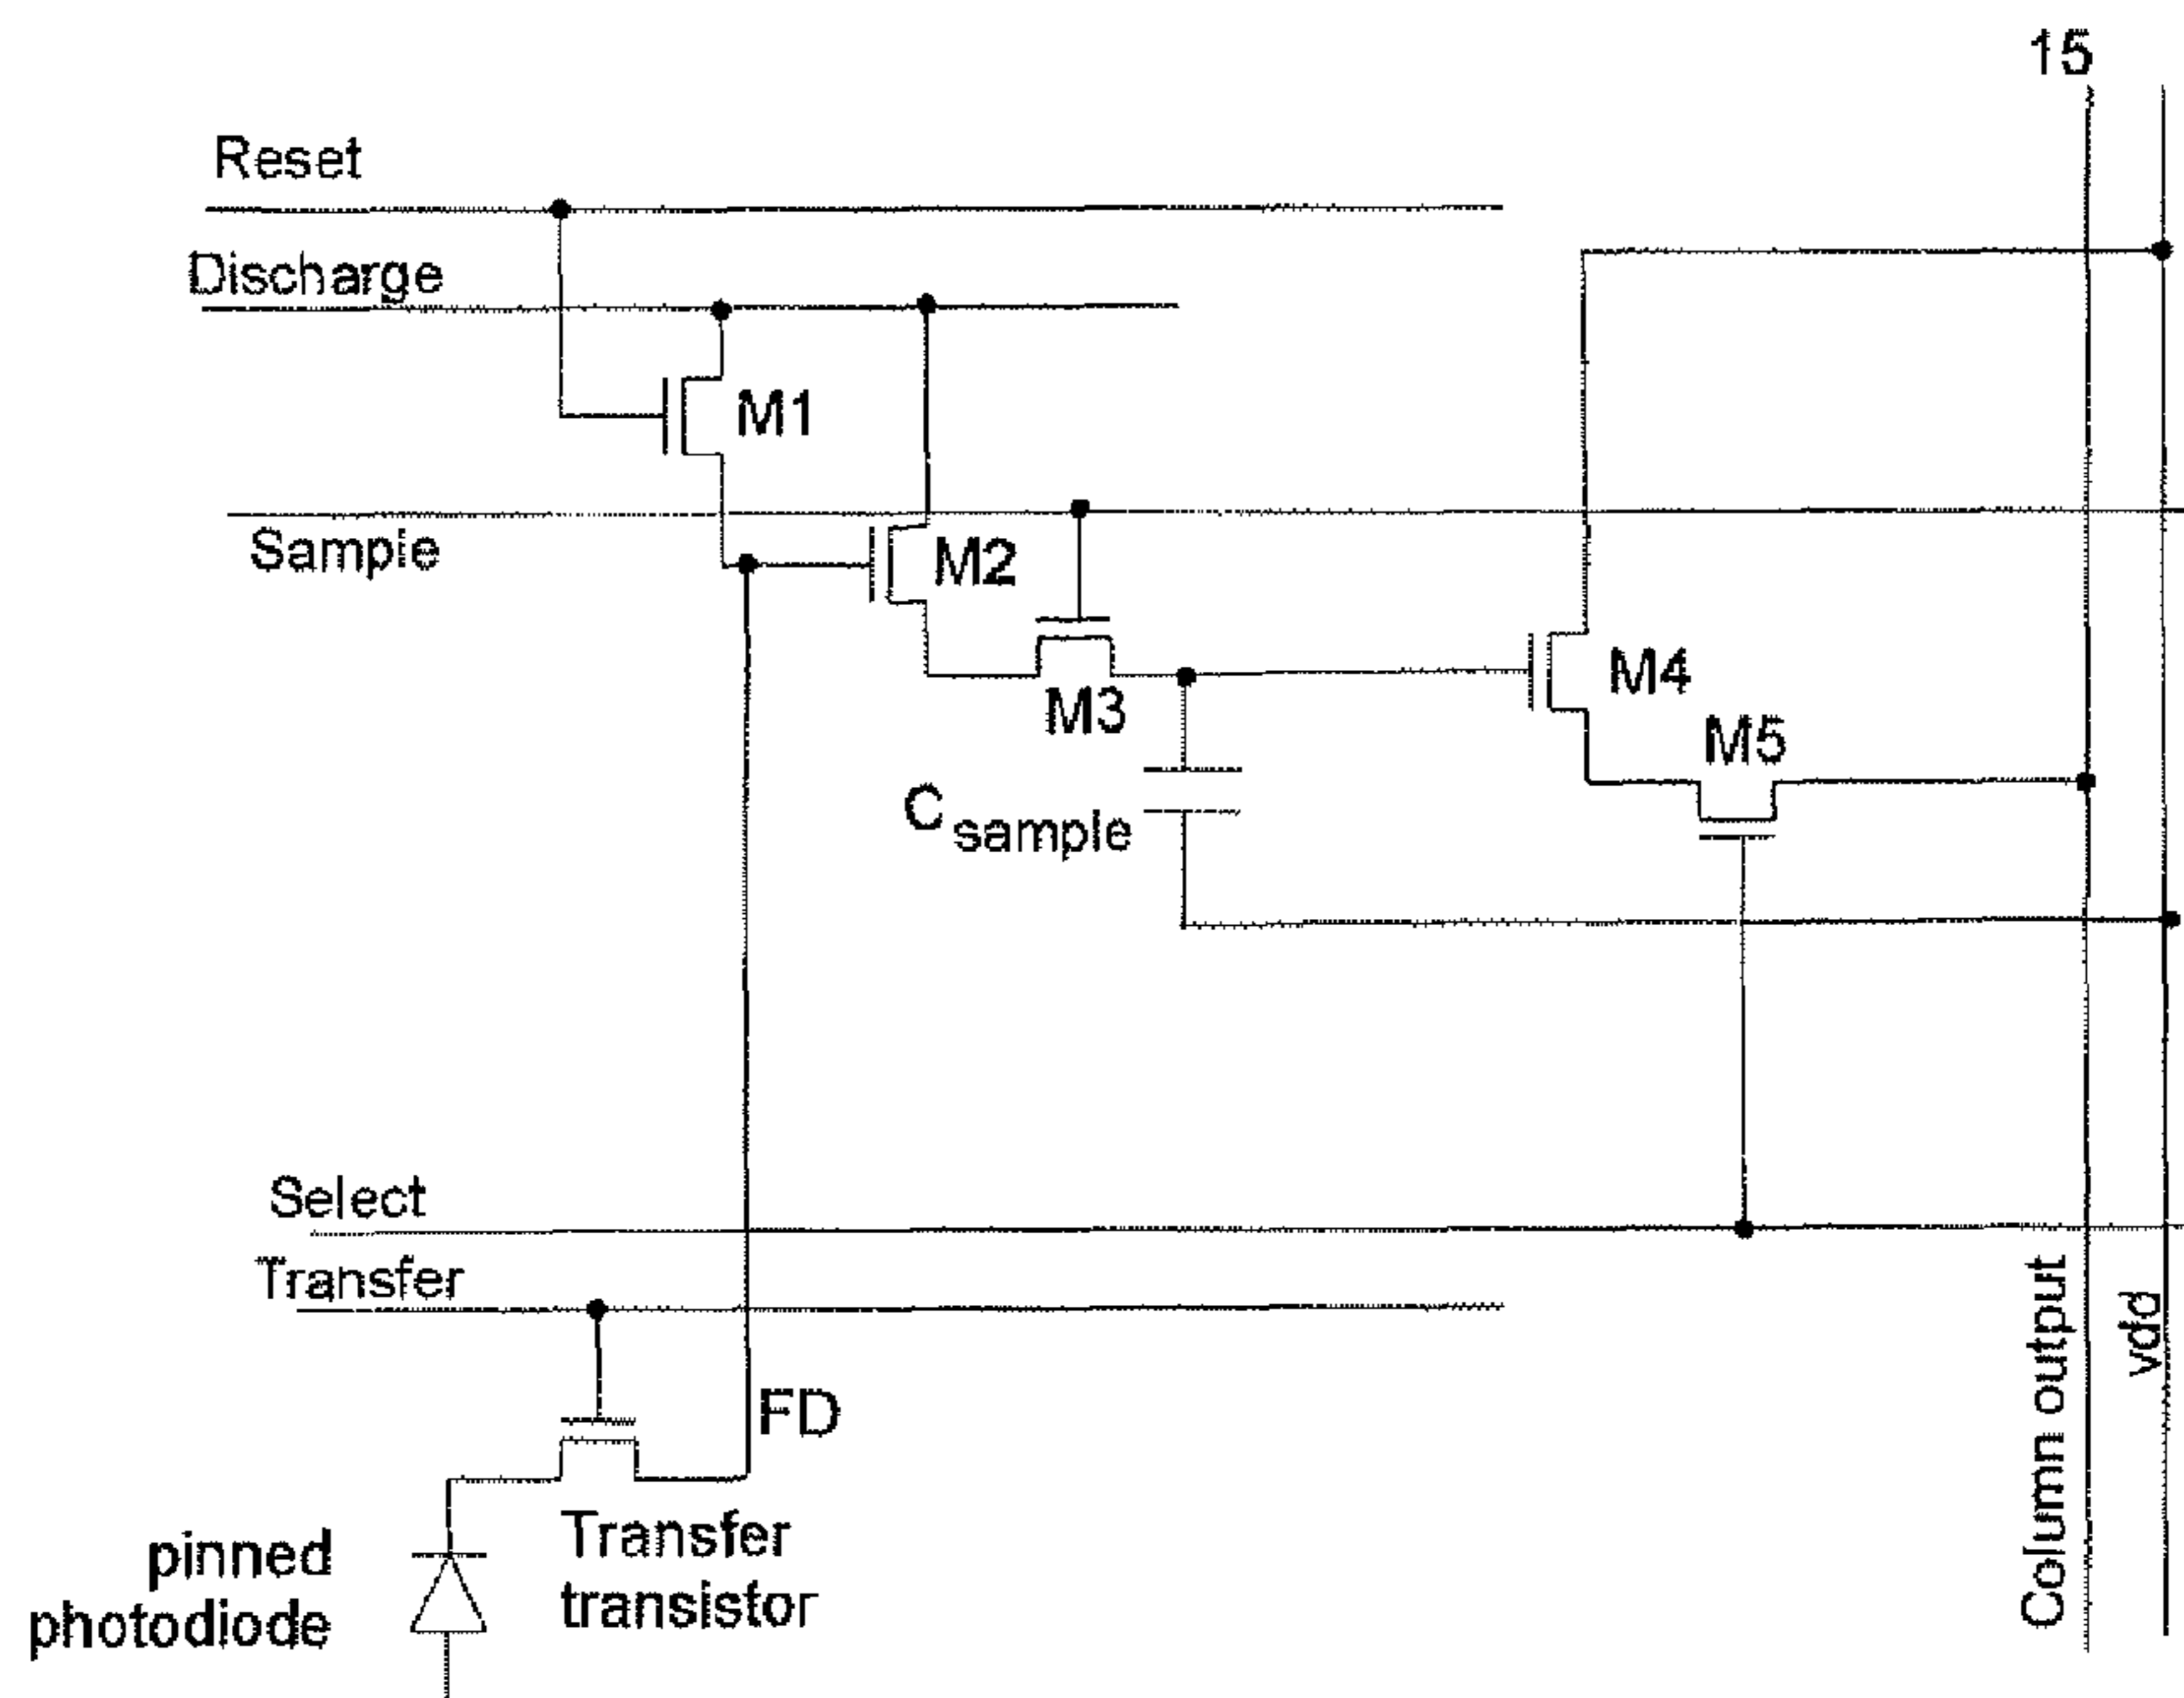 15
Reset
Discharge
M1
Sample
M2
M3
M4
M5
C sample
Select
Transfer
FD
Transfer
transistor
pinned
photodiode
Column output
vdd